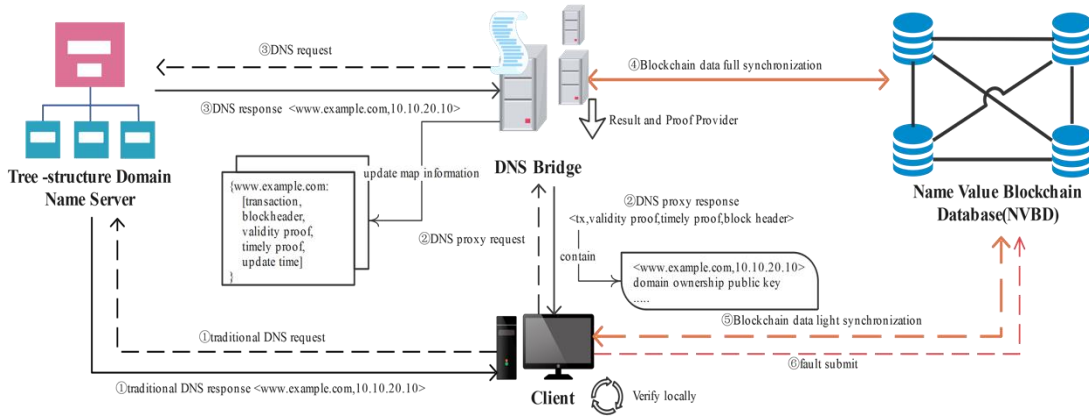 ③DNS request
④Blockchain data full synchronization
③DNS response <www.example.com,10.10.20.10>
Result and Proof Provider
Tree -structure Domain
Name Server
update map information
DNS Bridge
Name Value Blockchain
Database(NVBD)
{www.example.com:
[transaction,
blockheader,
validity proof,
timely proof,
update time]
}
②DNS proxy request
②DNS proxy response
<tx,validity proof,timely proof,block header>
contain
<www.example.com,10.10.20.10>
domain ownership public key
.....
⑤Blockchain data light synchronization
①traditional DNS request
⑥fault submit
①traditional DNS response <www.example.com,10.10.20.10>
Client
Verify locally